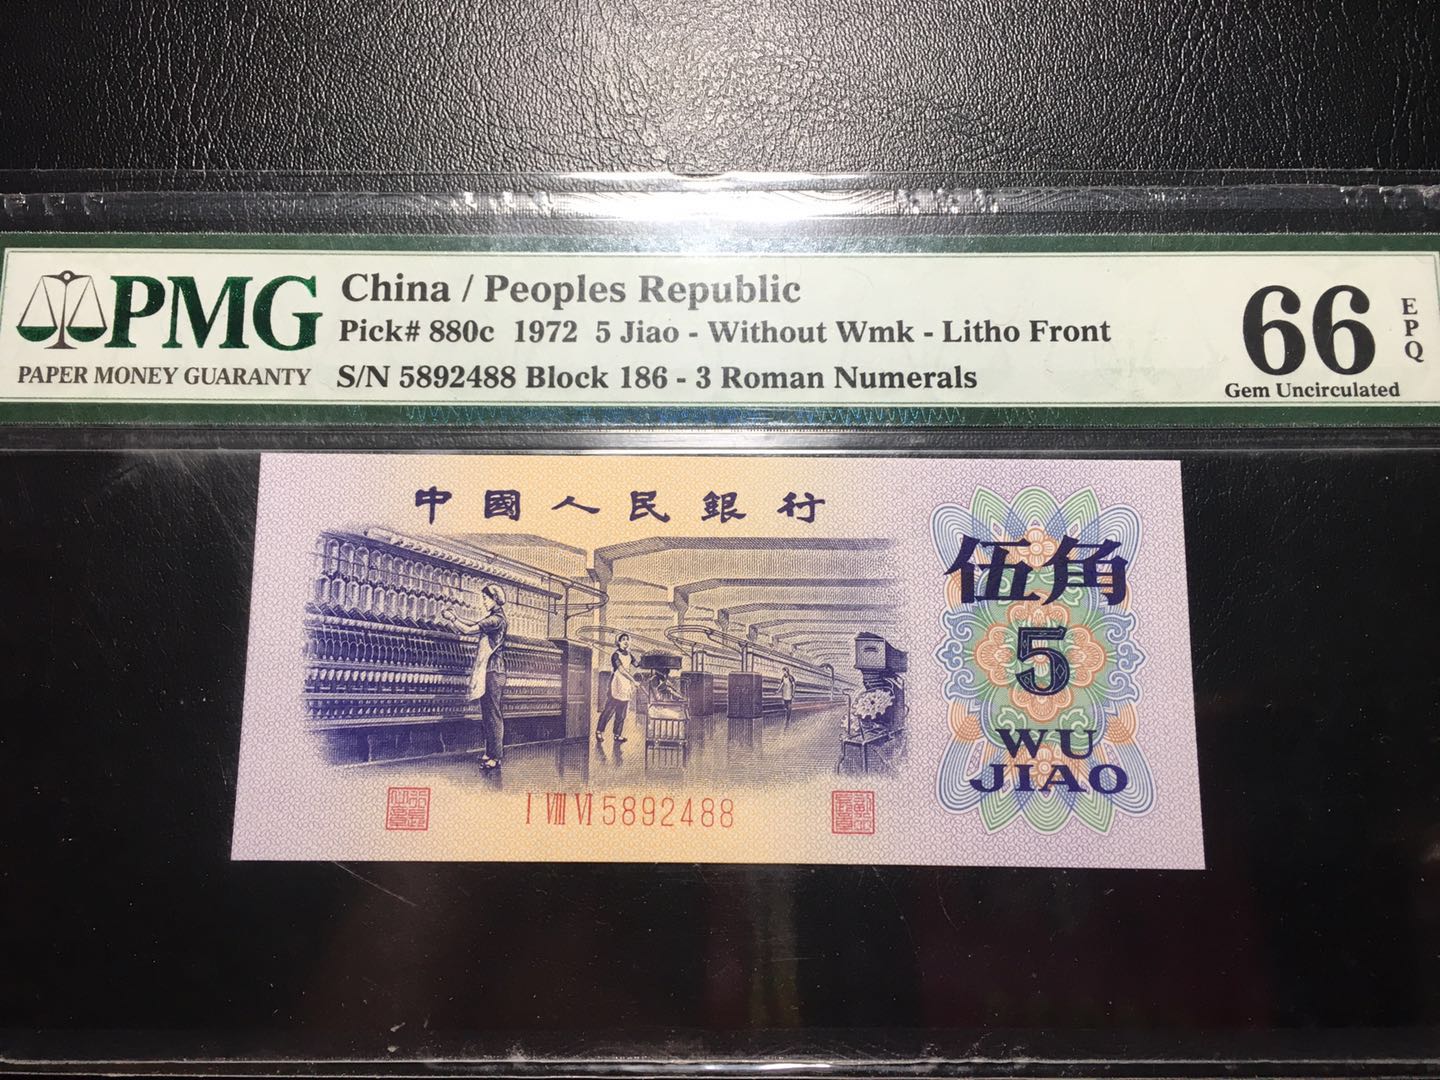 PMG
PAPER MONEY GUARANTY
China / Peoples Republic
Pick# 880c 1972 5 Jiao - Without Wmk - Litho Front
S/N 5892488 Block 186 - 3 Roman Numerals
66
EPQ
Gem Uncirculated
中國人民銀行
伍角
5
WU
JIAO
I VIII VI 5892488